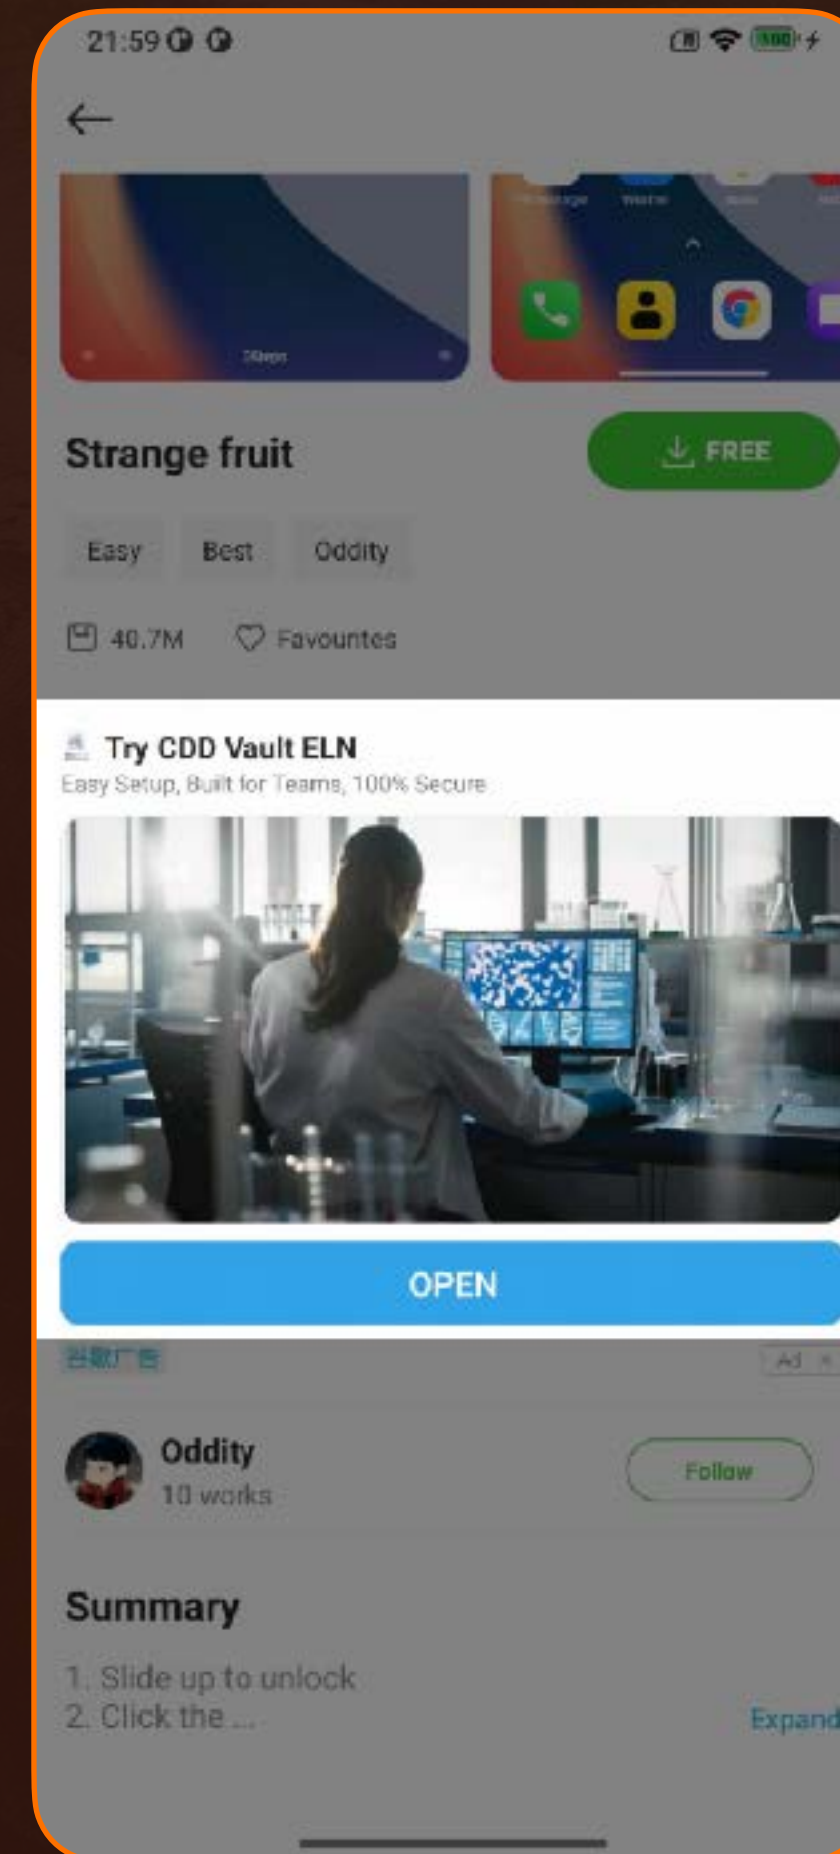 21:59
Strange fruit
FREE
Easy
Best
Oddity
40.7M
Favountes
Try CDD Vault ELN
Easy Setup, Built for Teams, 100% Secure
OPEN
谷歌广告
Ad
Oddity
10 works
Follow
Summary
1. Slide up to unlock
2. Click the ...
Expand